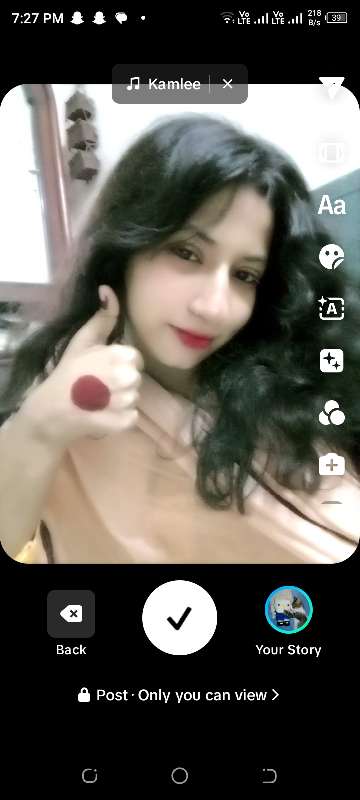 7:27 PM Vo LTE Vo LTE 218 B/s 39
Kamlee
Aa
A
Back
Your Story
Post · Only you can view